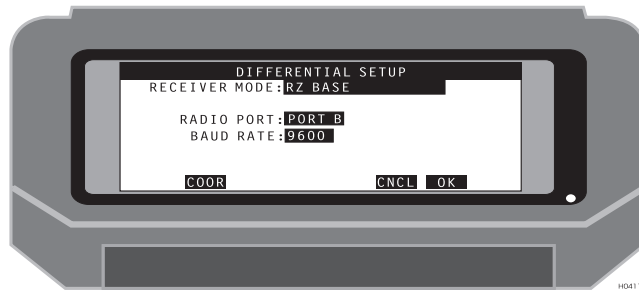 DIFFERENTIAL SETUP
RECEIVER MODE:RZ BASE
RADIO PORT:PORT B
BAUD RATE:9600
COOR CNCL OK
H041